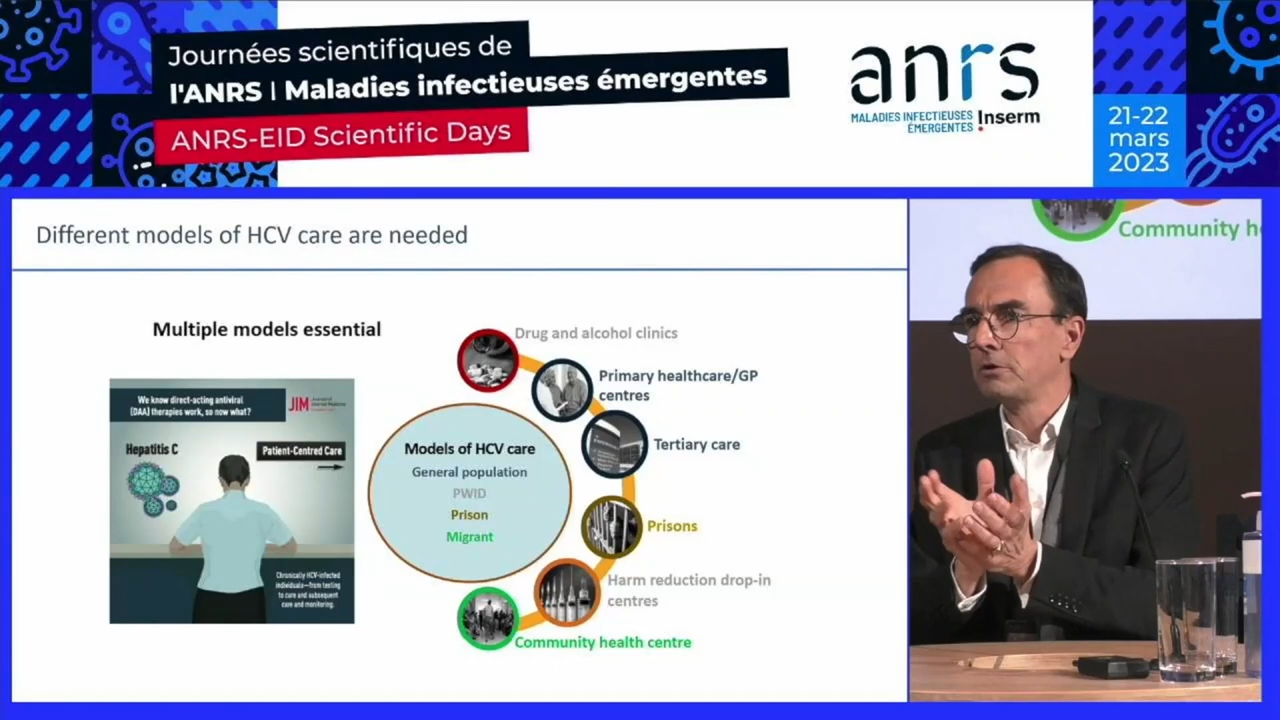 Journées scientifiques de
l'ANRS | Maladies infectieuses émergentes
ANRS-EID Scientific Days
anrs
MALADIES INFECTIEUSES
ÉMERGENTES
Inserm
21-22
mars
2023
Different models of HCV care are needed
Multiple models essential
We know direct-acting antiviral
(DAA) therapies work, so now what?
JIM
Hepatitis C
Patient-Centred Care
Chronically HCV-infected
individuals—from testing
to care and subsequent
care and monitoring.
Models of HCV care
General population
PWID
Prison
Migrant
Drug and alcohol clinics
Primary healthcare/GP
centres
Tertiary care
Prisons
Harm reduction drop-in
centres
Community health centre
Community he